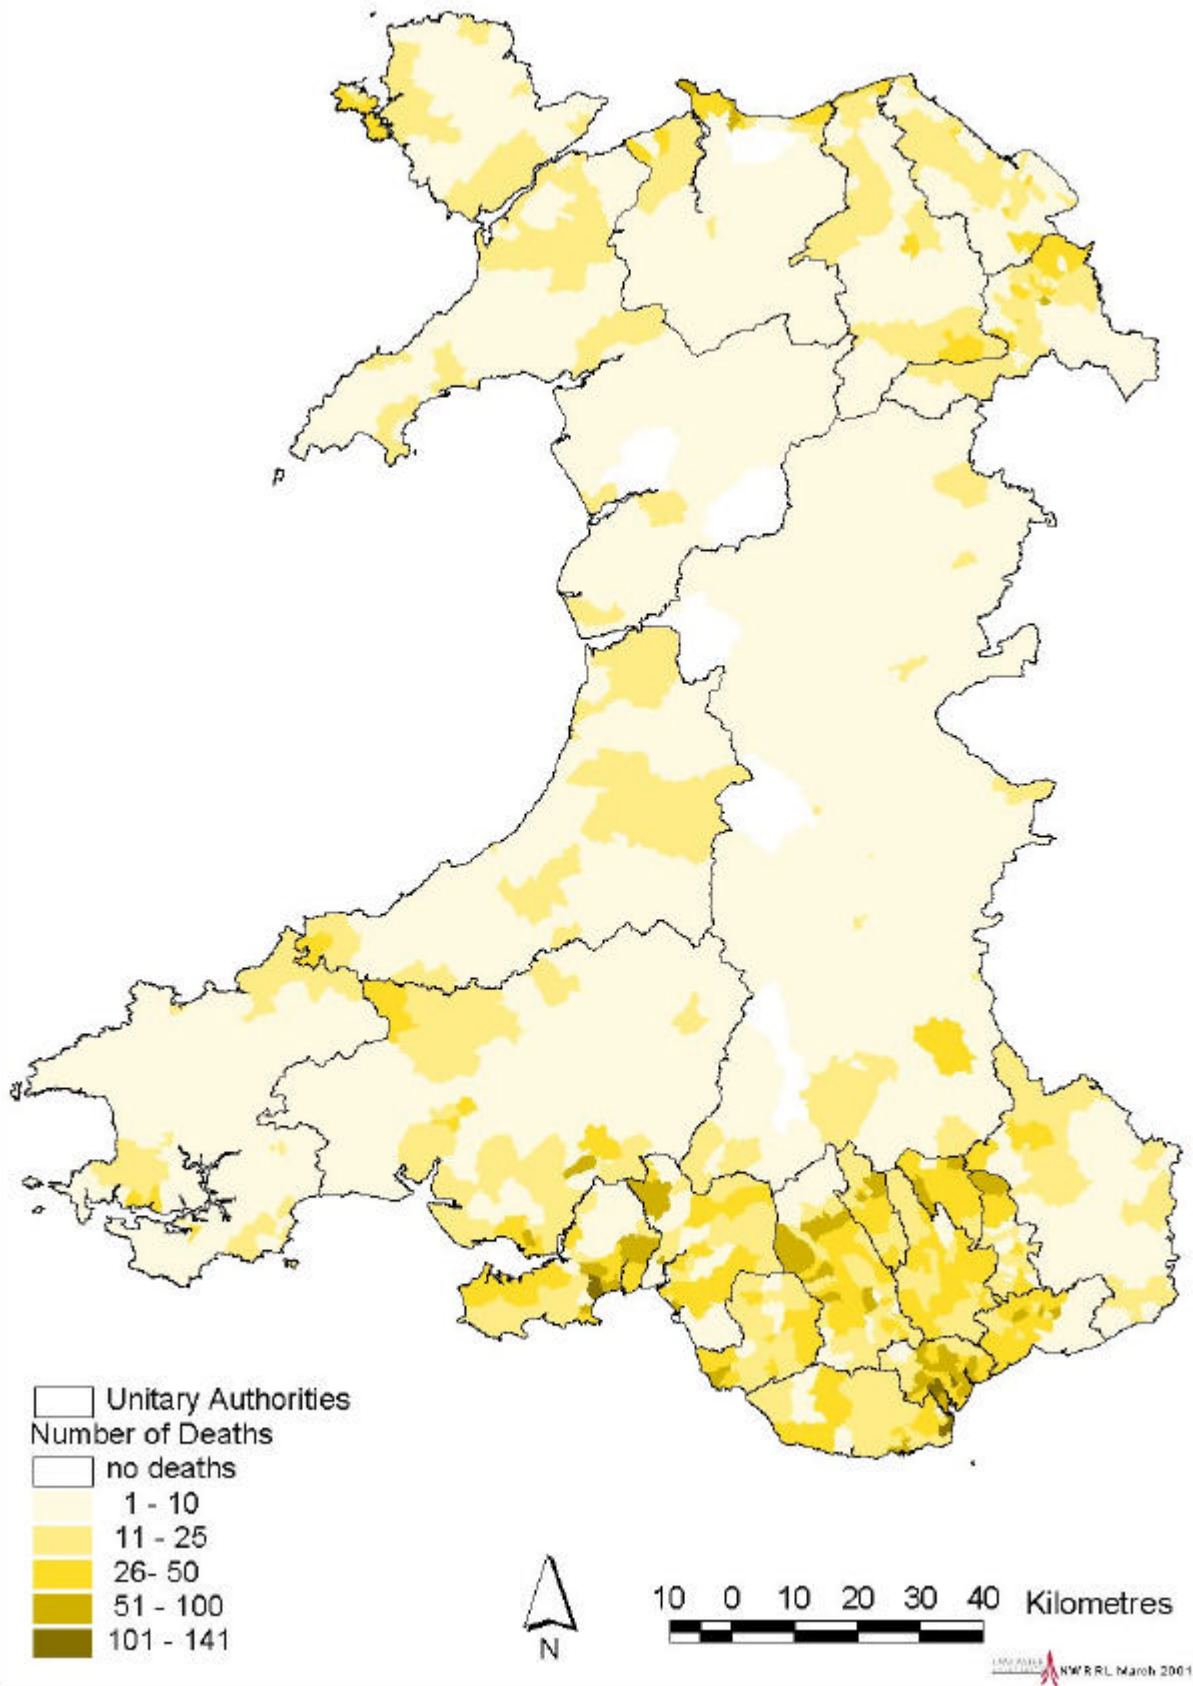 Unitary Authorities
Number of Deaths
no deaths
1 - 10
11 - 25
26- 50
51 - 100
101 - 141
N
10 0 10 20 30 40 Kilometres
NWRRL March 2001